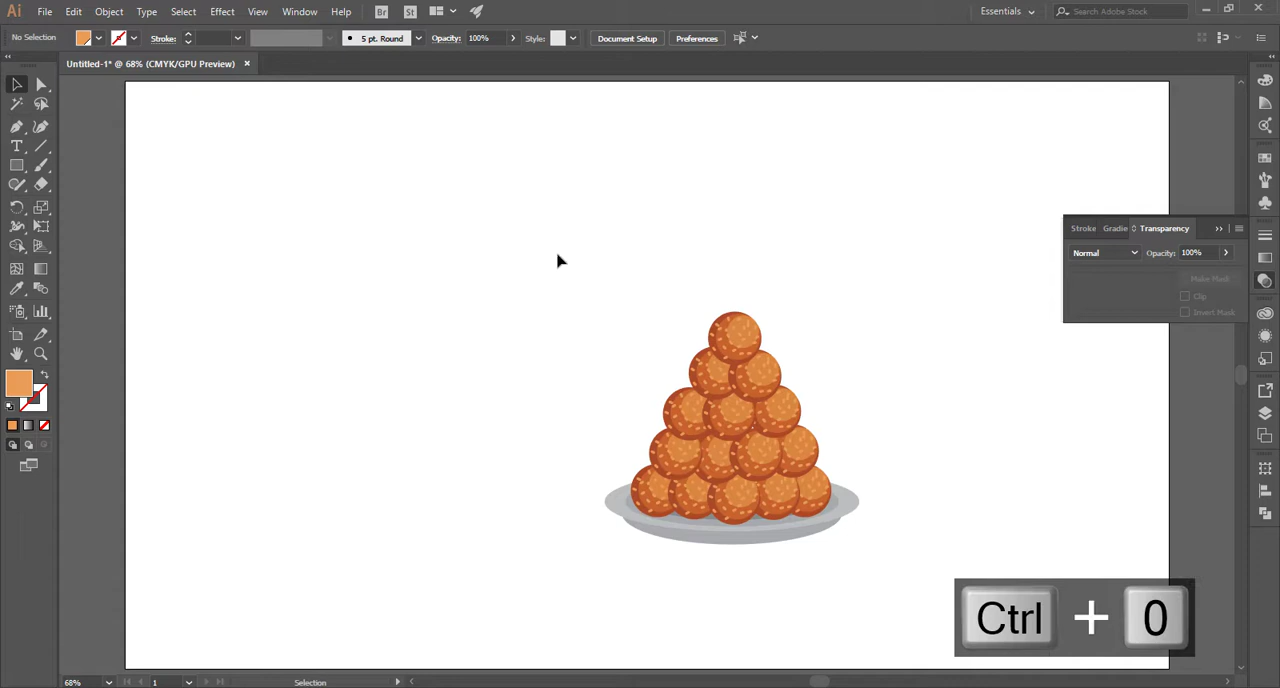 Ai File Edit Object Type Select Effect View Window Help Br St Essentials Search Adobe Stock
No Selection Stroke: 5 pt. Round Opacity: 100% Style: Document Setup Preferences
Untitled-1* @ 68% (CMYK/GPU Preview) ×
Stroke Gradie Transparency
Normal Opacity: 100%
Make Mask
Clip
Invert Mask
Ctrl + 0
68% 1 Selection